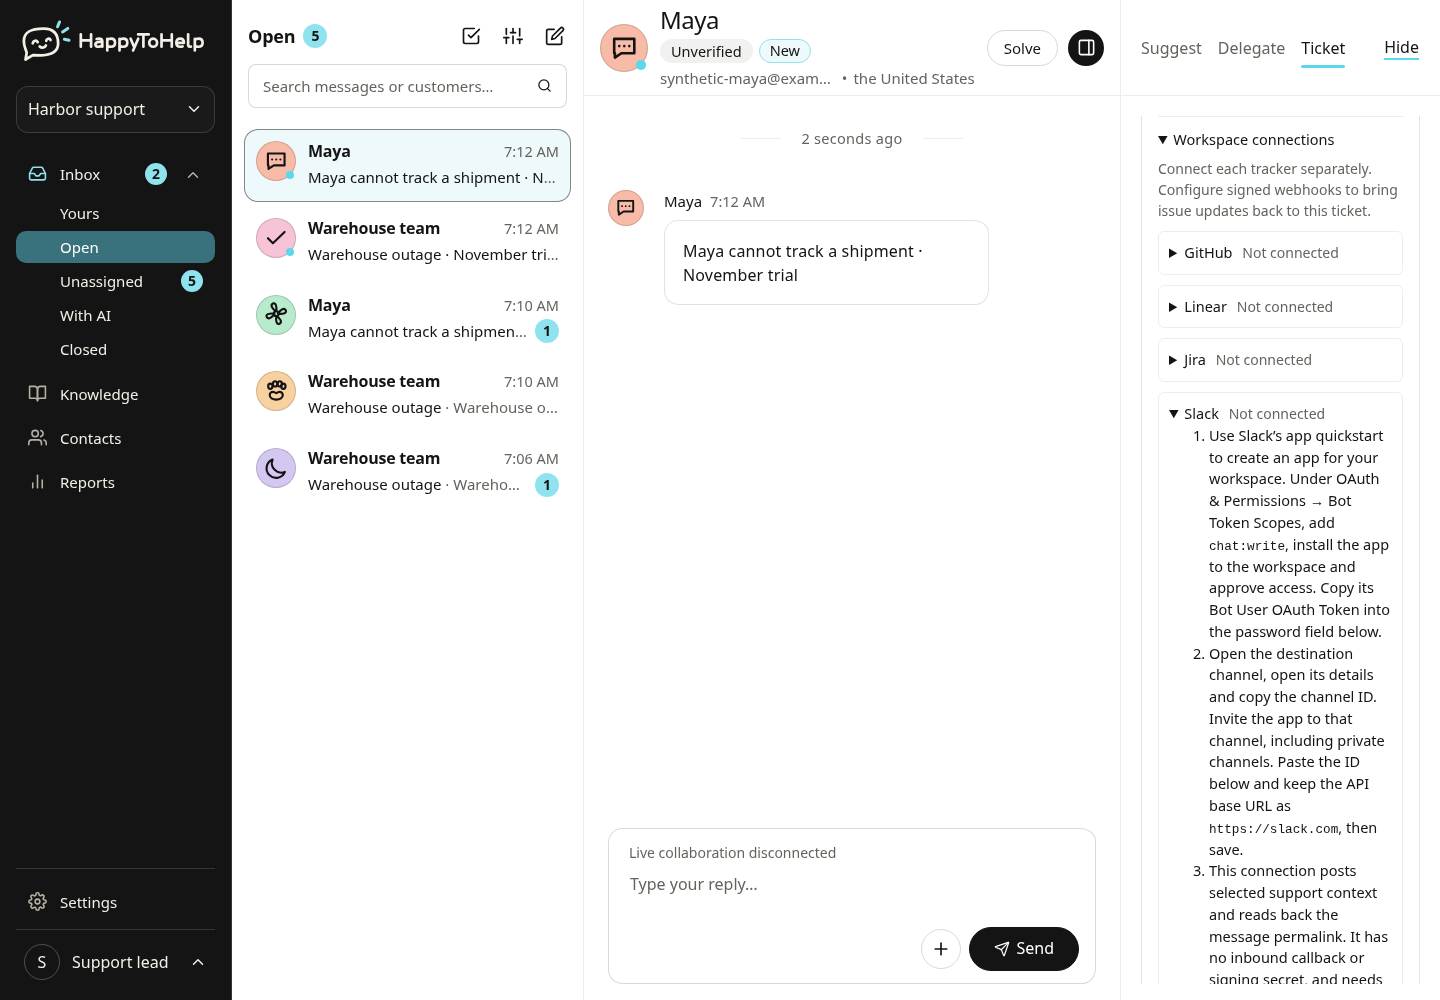 HappyToHelp
Harbor support
Inbox 2
Yours
Open
Unassigned 5
With AI
Closed
Knowledge
Contacts
Reports
Settings
S Support lead
Open 5
Search messages or customers...
Maya 7:12 AM
Maya cannot track a shipment · N...
Warehouse team 7:12 AM
Warehouse outage · November tri...
Maya 7:10 AM
Maya cannot track a shipmen... 1
Warehouse team 7:10 AM
Warehouse outage · Warehouse o...
Warehouse team 7:06 AM
Warehouse outage · Wareho... 1
Maya
Unverified New
synthetic-maya@exam... • the United States
Solve
2 seconds ago
Maya 7:12 AM
Maya cannot track a shipment ·
November trial
Live collaboration disconnected
Type your reply...
Send
Suggest Delegate Ticket Hide
Workspace connections
Connect each tracker separately.
Configure signed webhooks to bring
issue updates back to this ticket.
GitHub Not connected
Linear Not connected
Jira Not connected
Slack Not connected
1. Use Slack’s app quickstart
to create an app for your
workspace. Under OAuth
& Permissions → Bot
Token Scopes, add
chat:write, install the app
to the workspace and
approve access. Copy its
Bot User OAuth Token into
the password field below.
2. Open the destination
channel, open its details
and copy the channel ID.
Invite the app to that
channel, including private
channels. Paste the ID
below and keep the API
base URL as
https://slack.com, then
save.
3. This connection posts
selected support context
and reads back the
message permalink. It has
no inbound callback or
signing secret, and needs